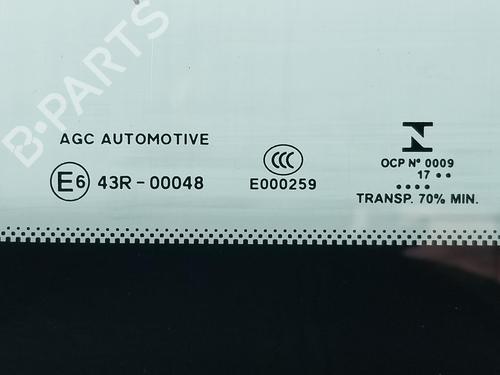 B-PARTS
AGC AUTOMOTIVE
E6 43R-00048
CCC
E000259
N
OCP Nº 0009
17
TRANSP. 70% MIN.